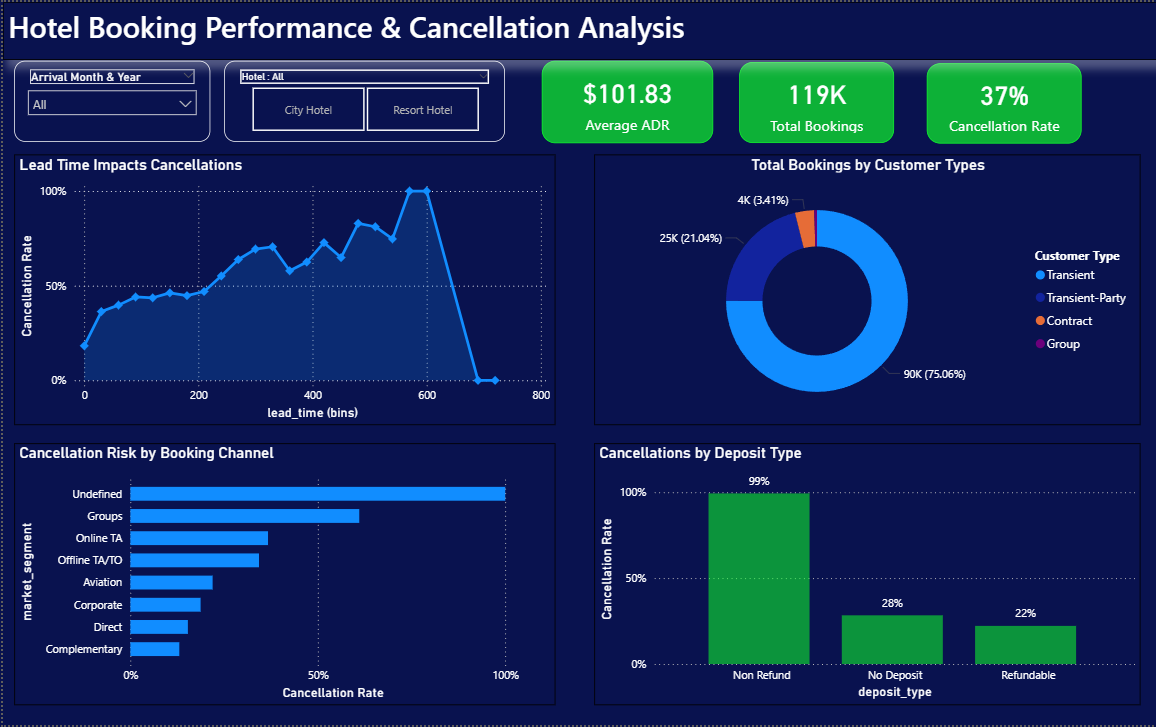 Hotel Booking Performance & Cancellation Analysis
Arrival Month & Year
All
Hotel : All
City Hotel
Resort Hotel
$101.83
Average ADR
119K
Total Bookings
37%
Cancellation Rate
Lead Time Impacts Cancellations
Cancellation Rate
100%
50%
0%
0 200 400 600 800
lead_time (bins)
Total Bookings by Customer Types
4K (3.41%)
25K (21.04%)
90K (75.06%)
Customer Type
Transient
Transient-Party
Contract
Group
Cancellation Risk by Booking Channel
market_segment
Undefined
Groups
Online TA
Offline TA/TO
Aviation
Corporate
Direct
Complementary
0% 50% 100%
Cancellation Rate
Cancellations by Deposit Type
Cancellation Rate
100%
50%
0%
99%
28%
22%
Non Refund No Deposit Refundable
deposit_type